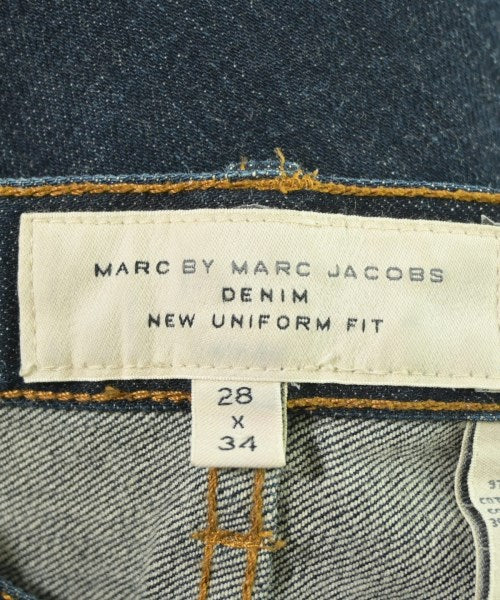 MARC BY MARC JACOBS
DENIM
NEW UNIFORM FIT
28
x
34